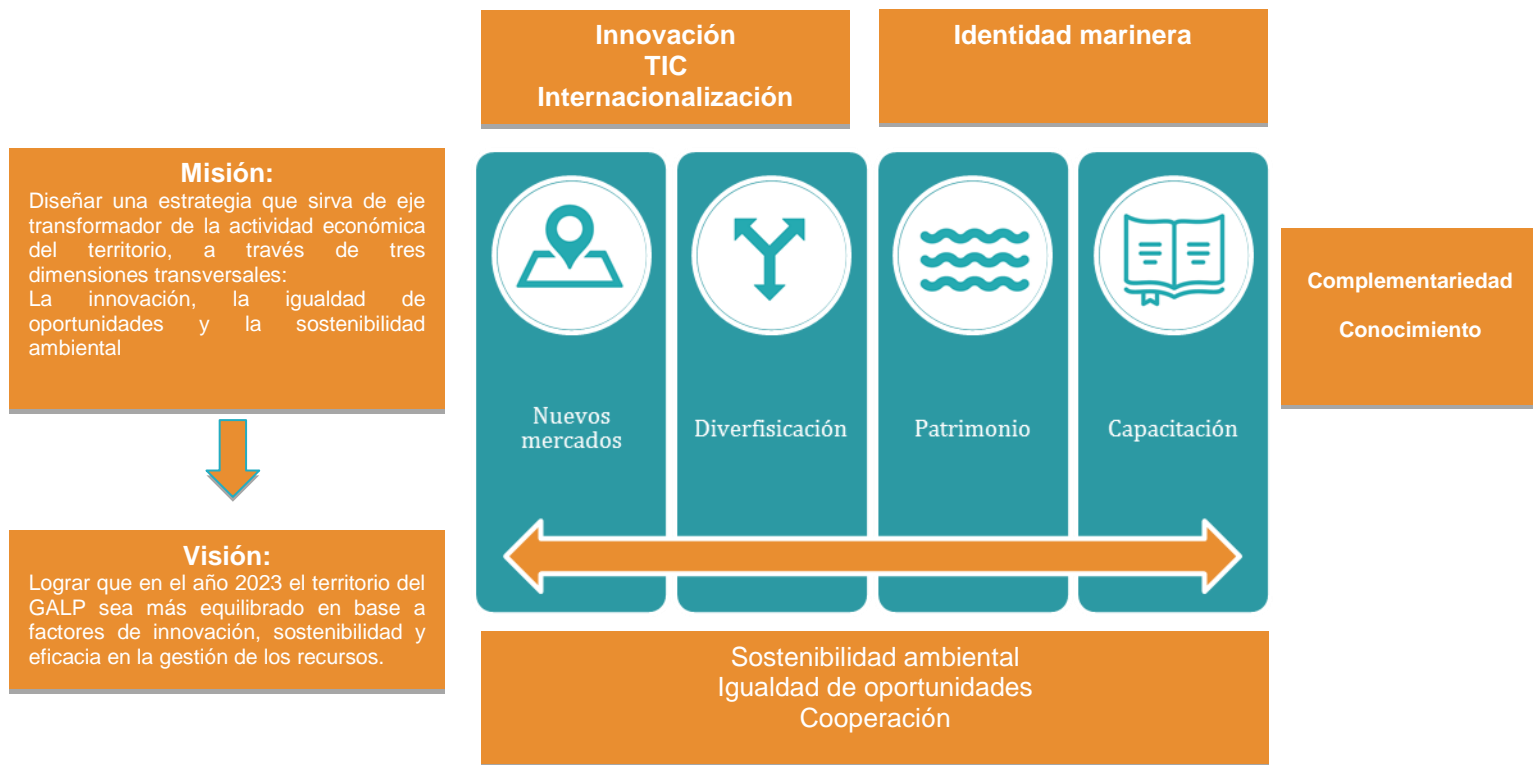 Innovación
TIC
Internacionalización
Identidad marinera
Misión:
Diseñar una estrategia que sirva de eje
transformador de la actividad económica
del territorio, a través de tres
dimensiones transversales:
La innovación, la igualdad de
oportunidades y la sostenibilidad
ambiental
Visión:
Lograr que en el año 2023 el territorio del
GALP sea más equilibrado en base a
factores de innovación, sostenibilidad y
eficacia en la gestión de los recursos.
Nuevos
mercados
Diverfisicación
Patrimonio
Capacitación
Complementariedad
Conocimiento
Sostenibilidad ambiental
Igualdad de oportunidades
Cooperación